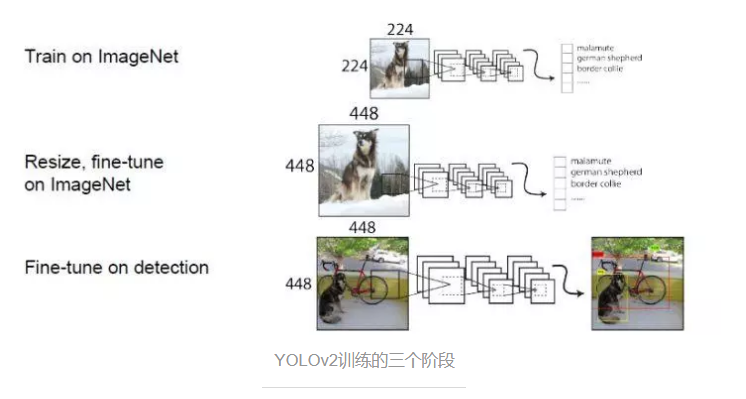 224
Train on ImageNet
224
malamute
german shepherd
border collie
448
Resize, fine-tune
on ImageNet
448
malamute
german shepherd
border collie
448
Fine-tune on detection
448
YOLOv2训练的三个阶段